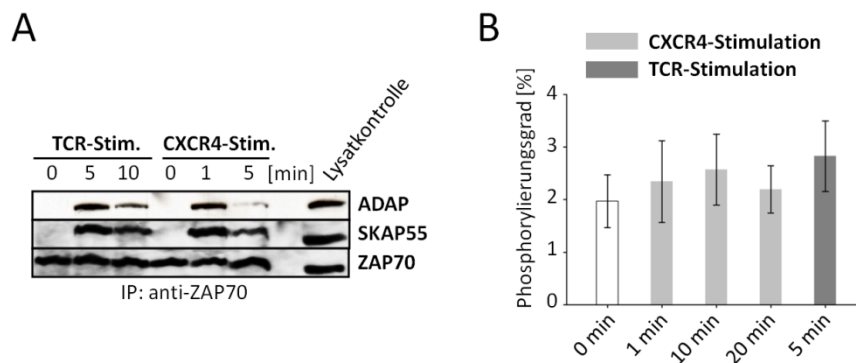 A
TCR-Stim.
CXCR4-Stim.
Lysatkontrolle
0 5 10 0 1 5 [min]
ADAP
SKAP55
ZAP70
IP: anti-ZAP70
B
CXCR4-Stimulation
TCR-Stimulation
Phosphorylierungsgrad [%]
4
3
2
1
0
0 min
1 min
10 min
20 min
5 min